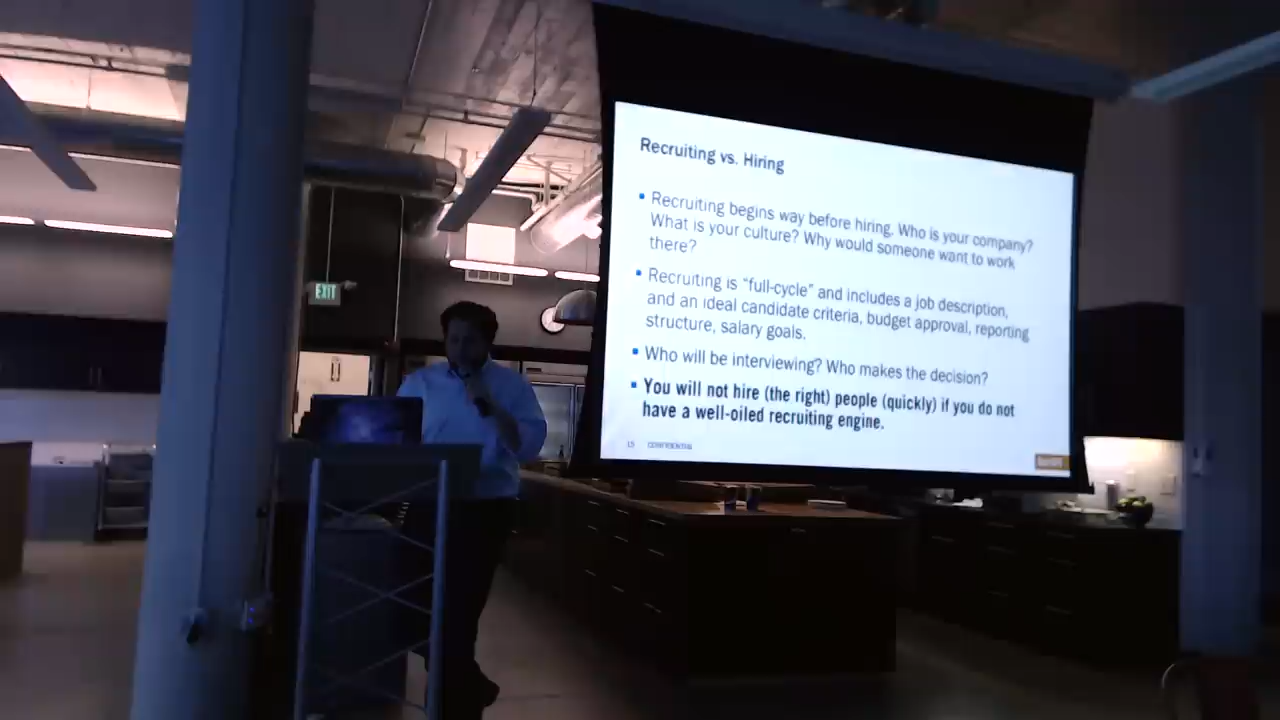 Recruiting vs. Hiring
Recruiting begins way before hiring. Who is your company?
What is your culture? Why would someone want to work
there?
Recruiting is "full-cycle" and includes a job description,
and an ideal candidate criteria, budget approval, reporting
structure, salary goals.
Who will be interviewing? Who makes the decision?
You will not hire (the right) people (quickly) if you do not
have a well-oiled recruiting engine.
15 CONFIDENTIAL
EXIT